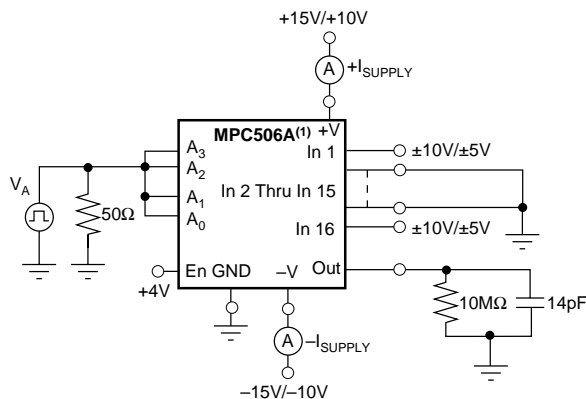 +15V/+10V
A
+I_SUPPLY
MPC506A(1)
+V
A3
A2
A1
A0
In 1
±10V/±5V
In 2 Thru In 15
In 16
±10V/±5V
VA
50Ω
En
GND
–V
Out
+4V
10MΩ
14pF
A
–I_SUPPLY
–15V/–10V